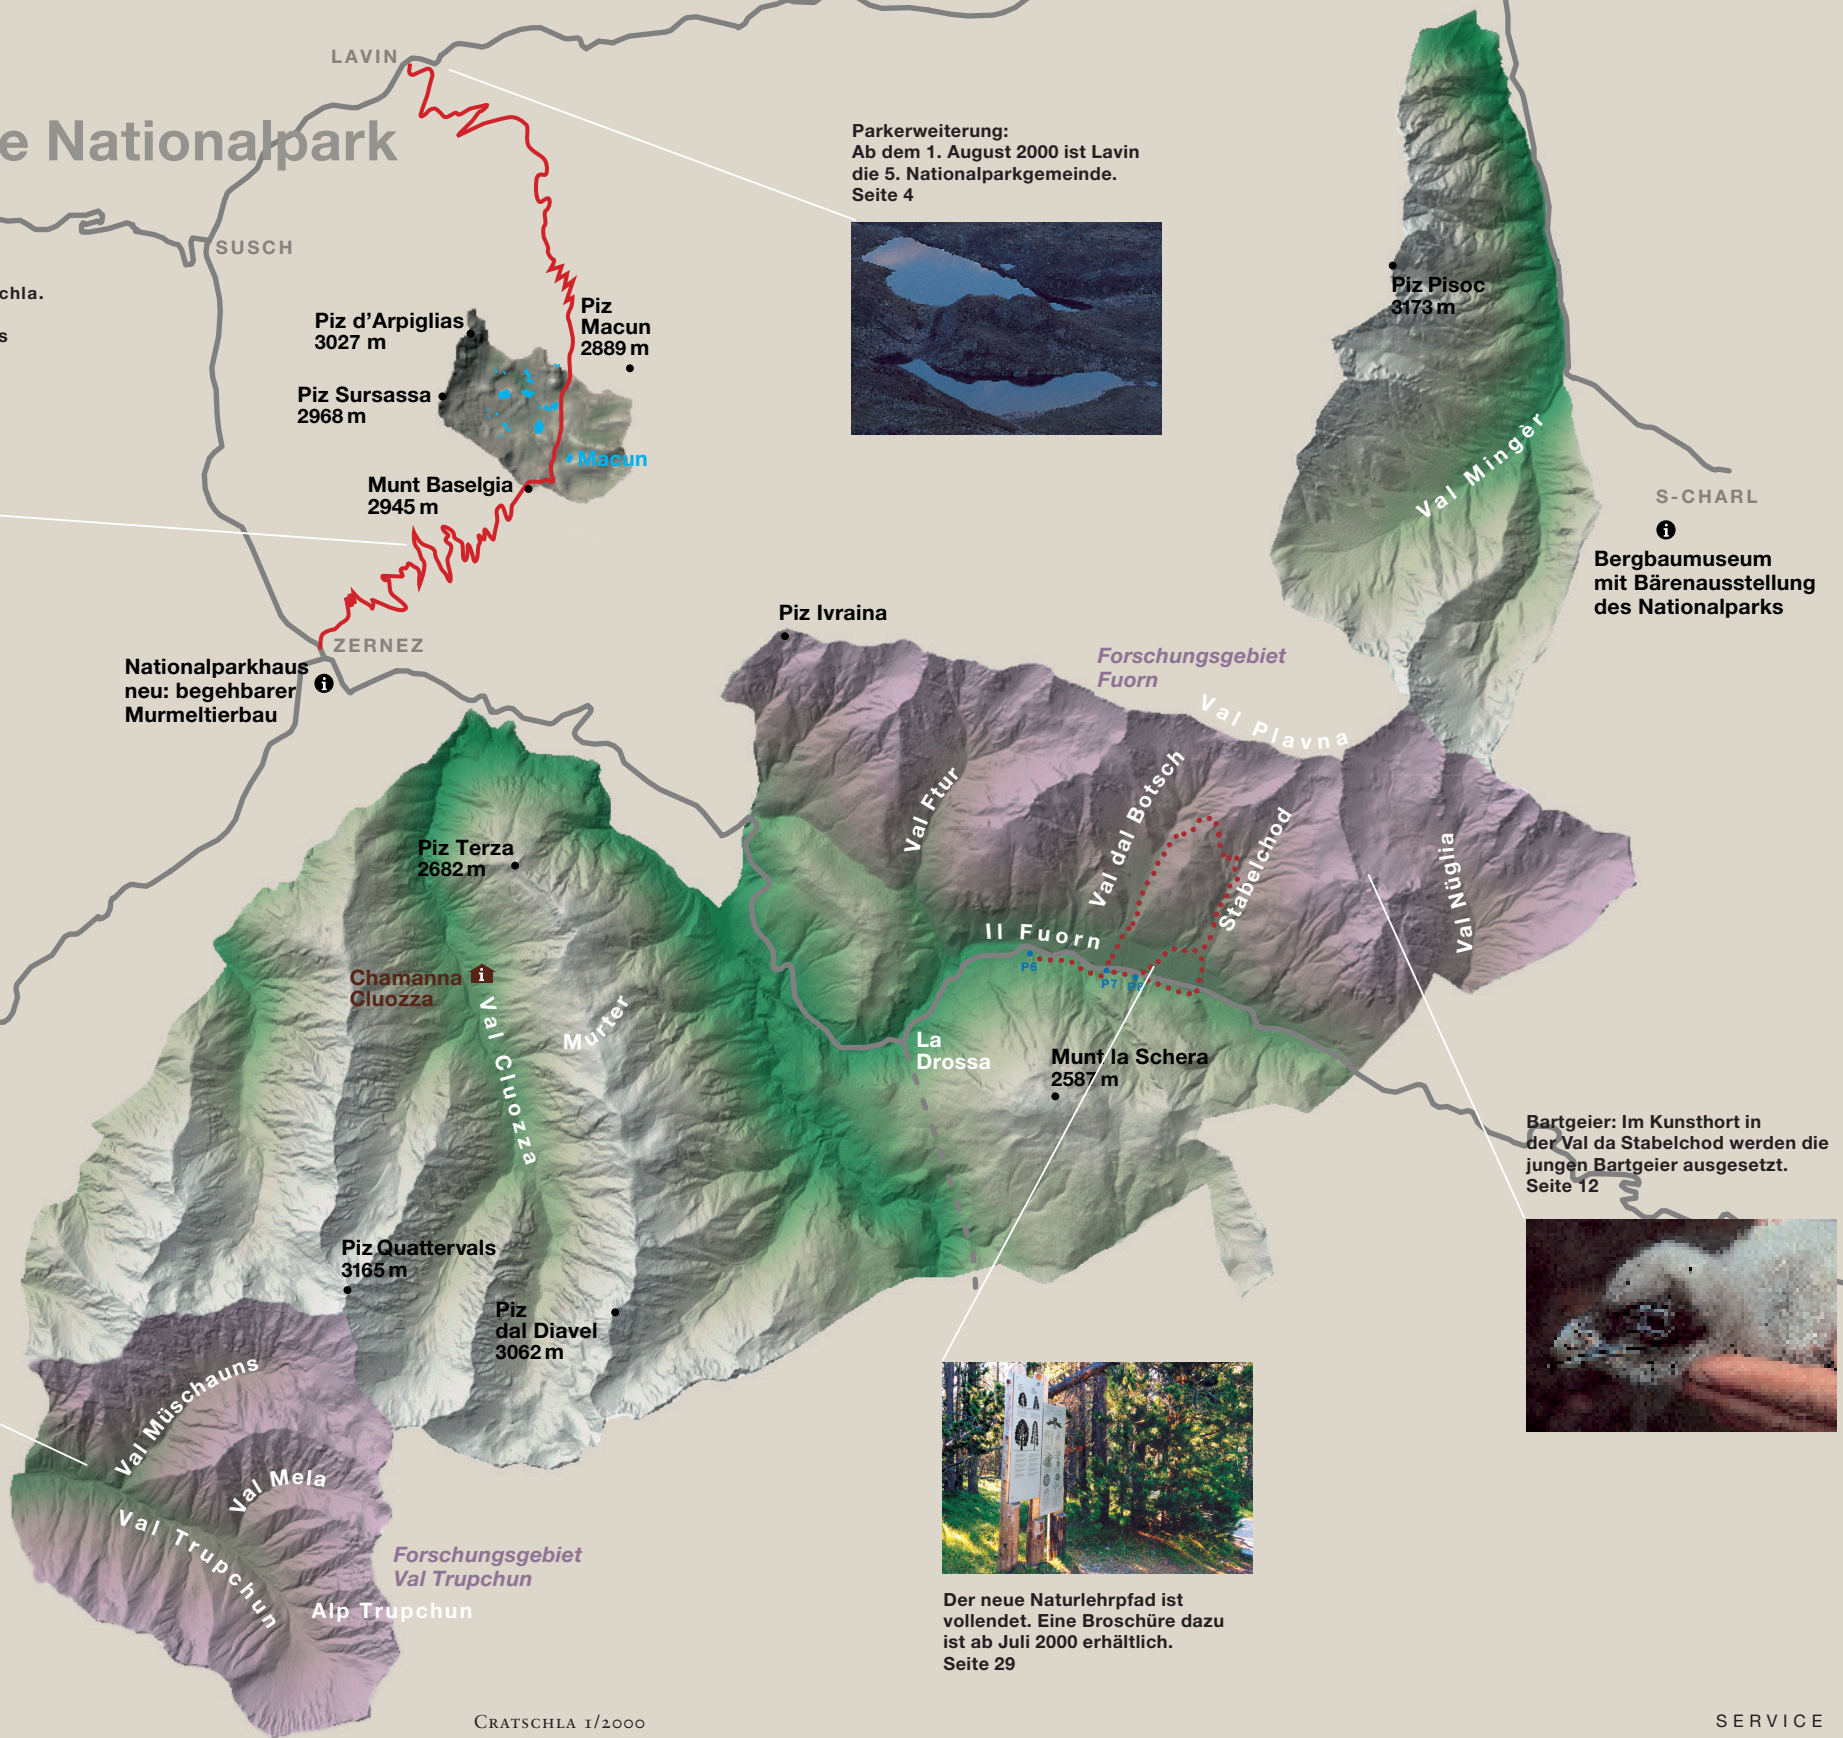 LAVIN
e Nationalpark
SUSCH
chla.
s
Parkerweiterung:
Ab dem 1. August 2000 ist Lavin
die 5. Nationalparkgemeinde.
Seite 4
Piz d’Arpiglias
3027 m
Piz
Macun
2889 m
Piz Sursassa
2968 m
Macun
Munt Baselgia
2945 m
Piz Pisoc
3173 m
Val Mingèr
S-CHARL
i
Bergbaumuseum
mit Bärenausstellung
des Nationalparks
ZERNEZ
Nationalparkhaus
neu: begehbarer
Murmeltierbau
i
Piz Ivraina
Forschungsgebiet
Fuorn
Val Plavna
Val Ftur
Val dal Botsch
Stabelchod
Val Nüglia
Il Fuorn
P6
P7
P8
Piz Terza
2682 m
Chamanna
Cluozza
i
Val Cluozza
Murter
La
Drossa
Munt la Schera
2587 m
Bartgeier: Im Kunsthort in
der Val da Stabelchod werden die
jungen Bartgeier ausgesetzt.
Seite 12
Piz Quattervals
3165 m
Piz
dal Diavel
3062 m
Val Müschauns
Val Mela
Val Trupchun
Forschungsgebiet
Val Trupchun
Alp Trupchun
Der neue Naturlehrpfad ist
vollendet. Eine Broschüre dazu
ist ab Juli 2000 erhältlich.
Seite 29
CRATSCHLA 1/2000
SERVICE